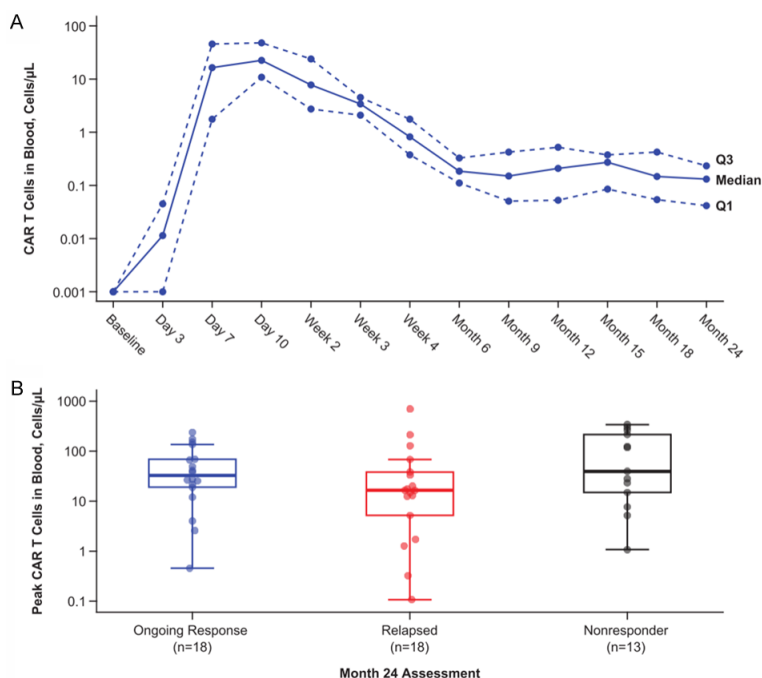 A
CAR T Cells in Blood, Cells/μL
100
10
1
0.1
0.01
0.001
Q3
Median
Q1
Baseline
Day 3
Day 7
Day 10
Week 2
Week 3
Week 4
Month 6
Month 9
Month 12
Month 15
Month 18
Month 24
B
Peak CAR T Cells in Blood, Cells/μL
1000
100
10
1
0.1
Ongoing Response
(n=18)
Relapsed
(n=18)
Nonresponder
(n=13)
Month 24 Assessment